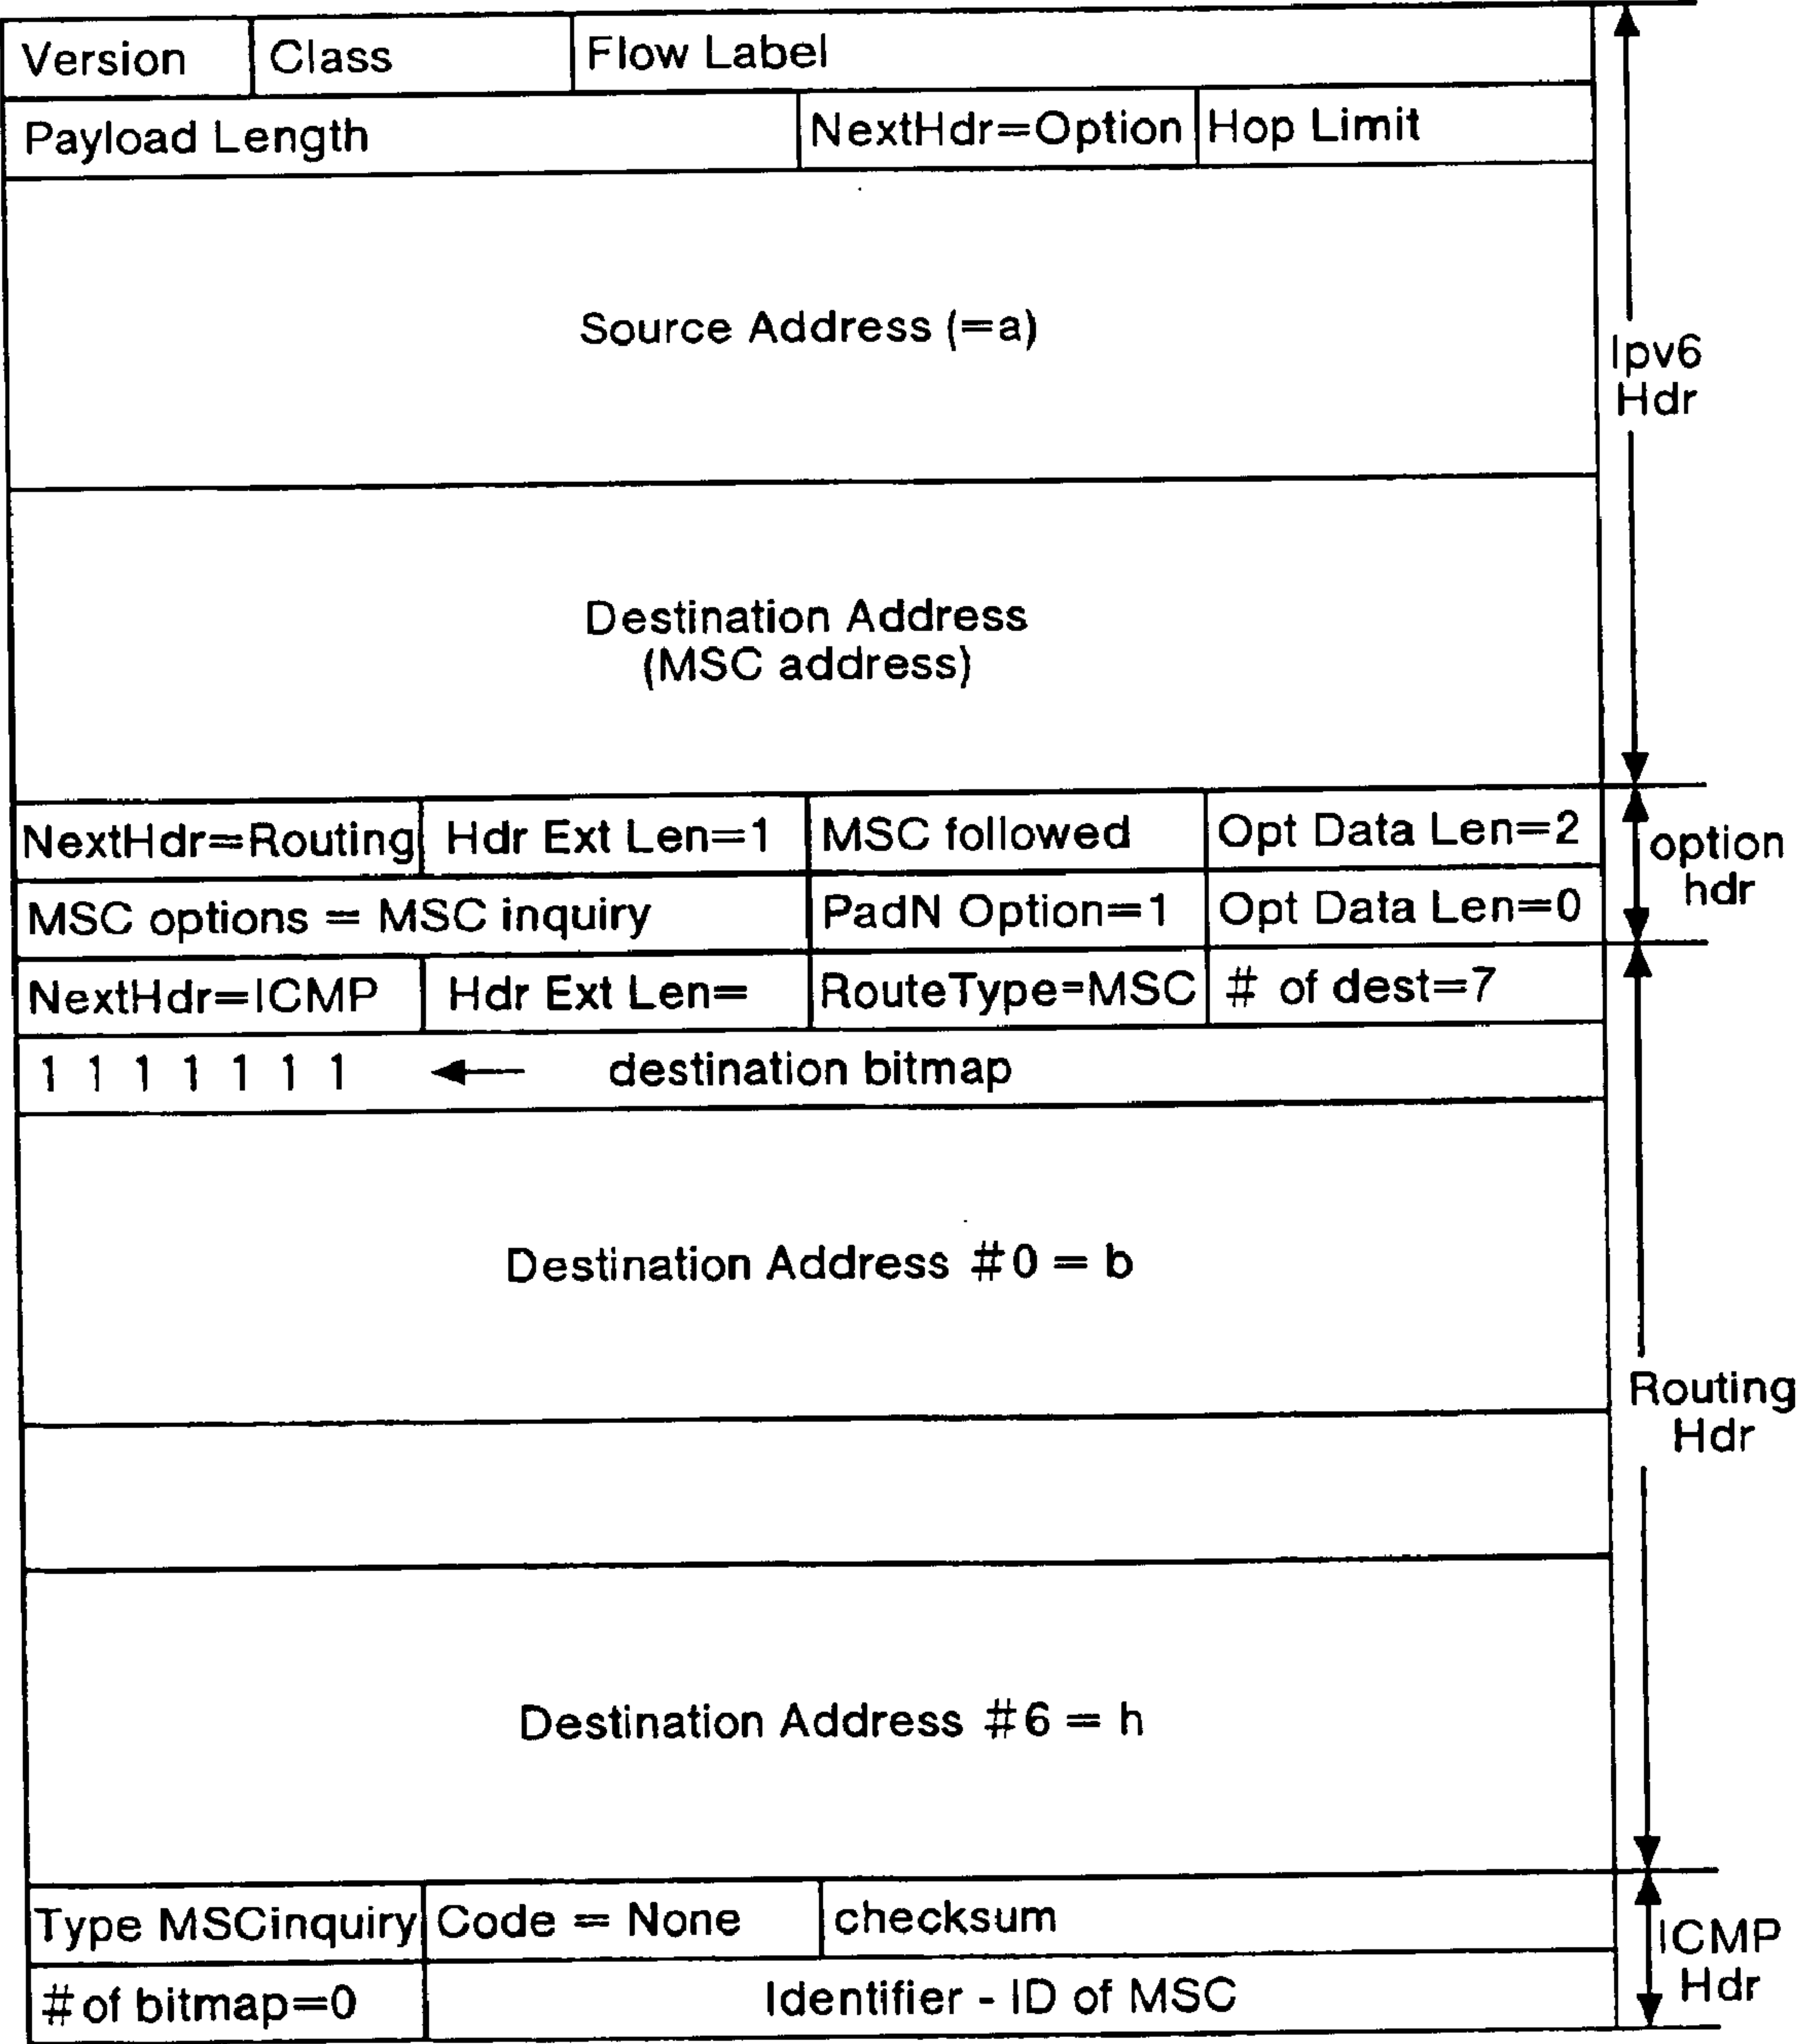 Version Class Flow Label
Payload Length NextHdr=Option Hop Limit
Source Address (=a)
Ipv6
Hdr
Destination Address
(MSC address)
NextHdr=Routing Hdr Ext Len=1 MSC followed Opt Data Len=2
MSC options = MSC inquiry PadN Option=1 Opt Data Len=0
option
hdr
NextHdr=ICMP Hdr Ext Len= RouteType=MSC # of dest=7
1 1 1 1 1 1 1 ← destination bitmap
Destination Address #0 = b
Routing
Hdr
Destination Address #6 = h
Type MSCinquiry Code = None checksum
# of bitmap=0 Identifier - ID of MSC
ICMP
Hdr